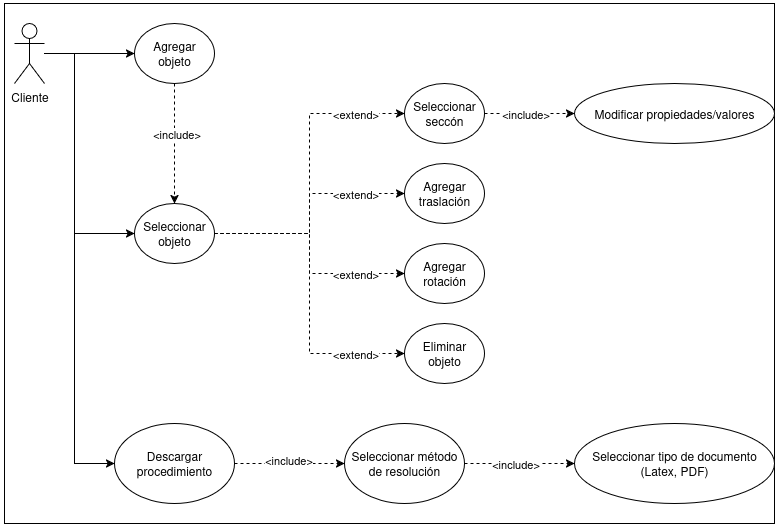 Agregar
objeto
Cliente
<include>
Seleccionar
objeto
<extend>
Seleccionar
seccón
<include>
Modificar propiedades/valores
<extend>
Agregar
traslación
<extend>
Agregar
rotación
<extend>
Eliminar
objeto
Descargar
procedimiento
<include>
Seleccionar método
de resolución
<include>
Seleccionar tipo de documento
(Latex, PDF)